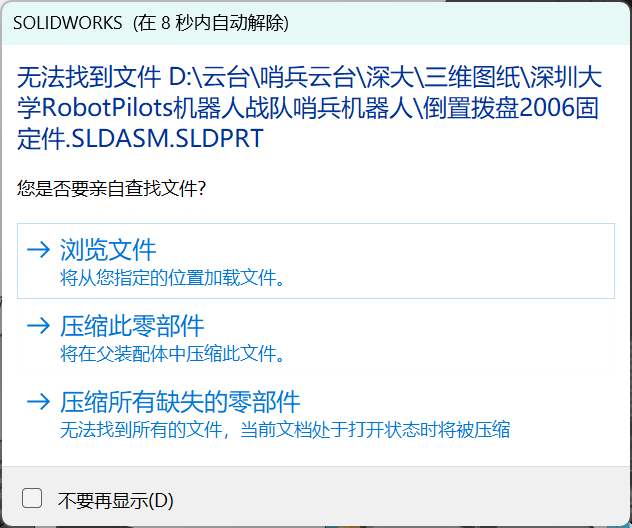 SOLIDWORKS (在 8 秒内自动解除)
无法找到文件 D:\云台\哨兵云台\深大\三维图纸\深圳大
学RobotPilots机器人战队哨兵机器人\倒置拨盘2006固
定件.SLDASM.SLDPRT
您是否要亲自查找文件?
浏览文件
将从您指定的位置加载文件。
压缩此零部件
将在父装配体中压缩此文件。
压缩所有缺失的零部件
无法找到所有的文件，当前文档处于打开状态时将被压缩
不要再显示(D)